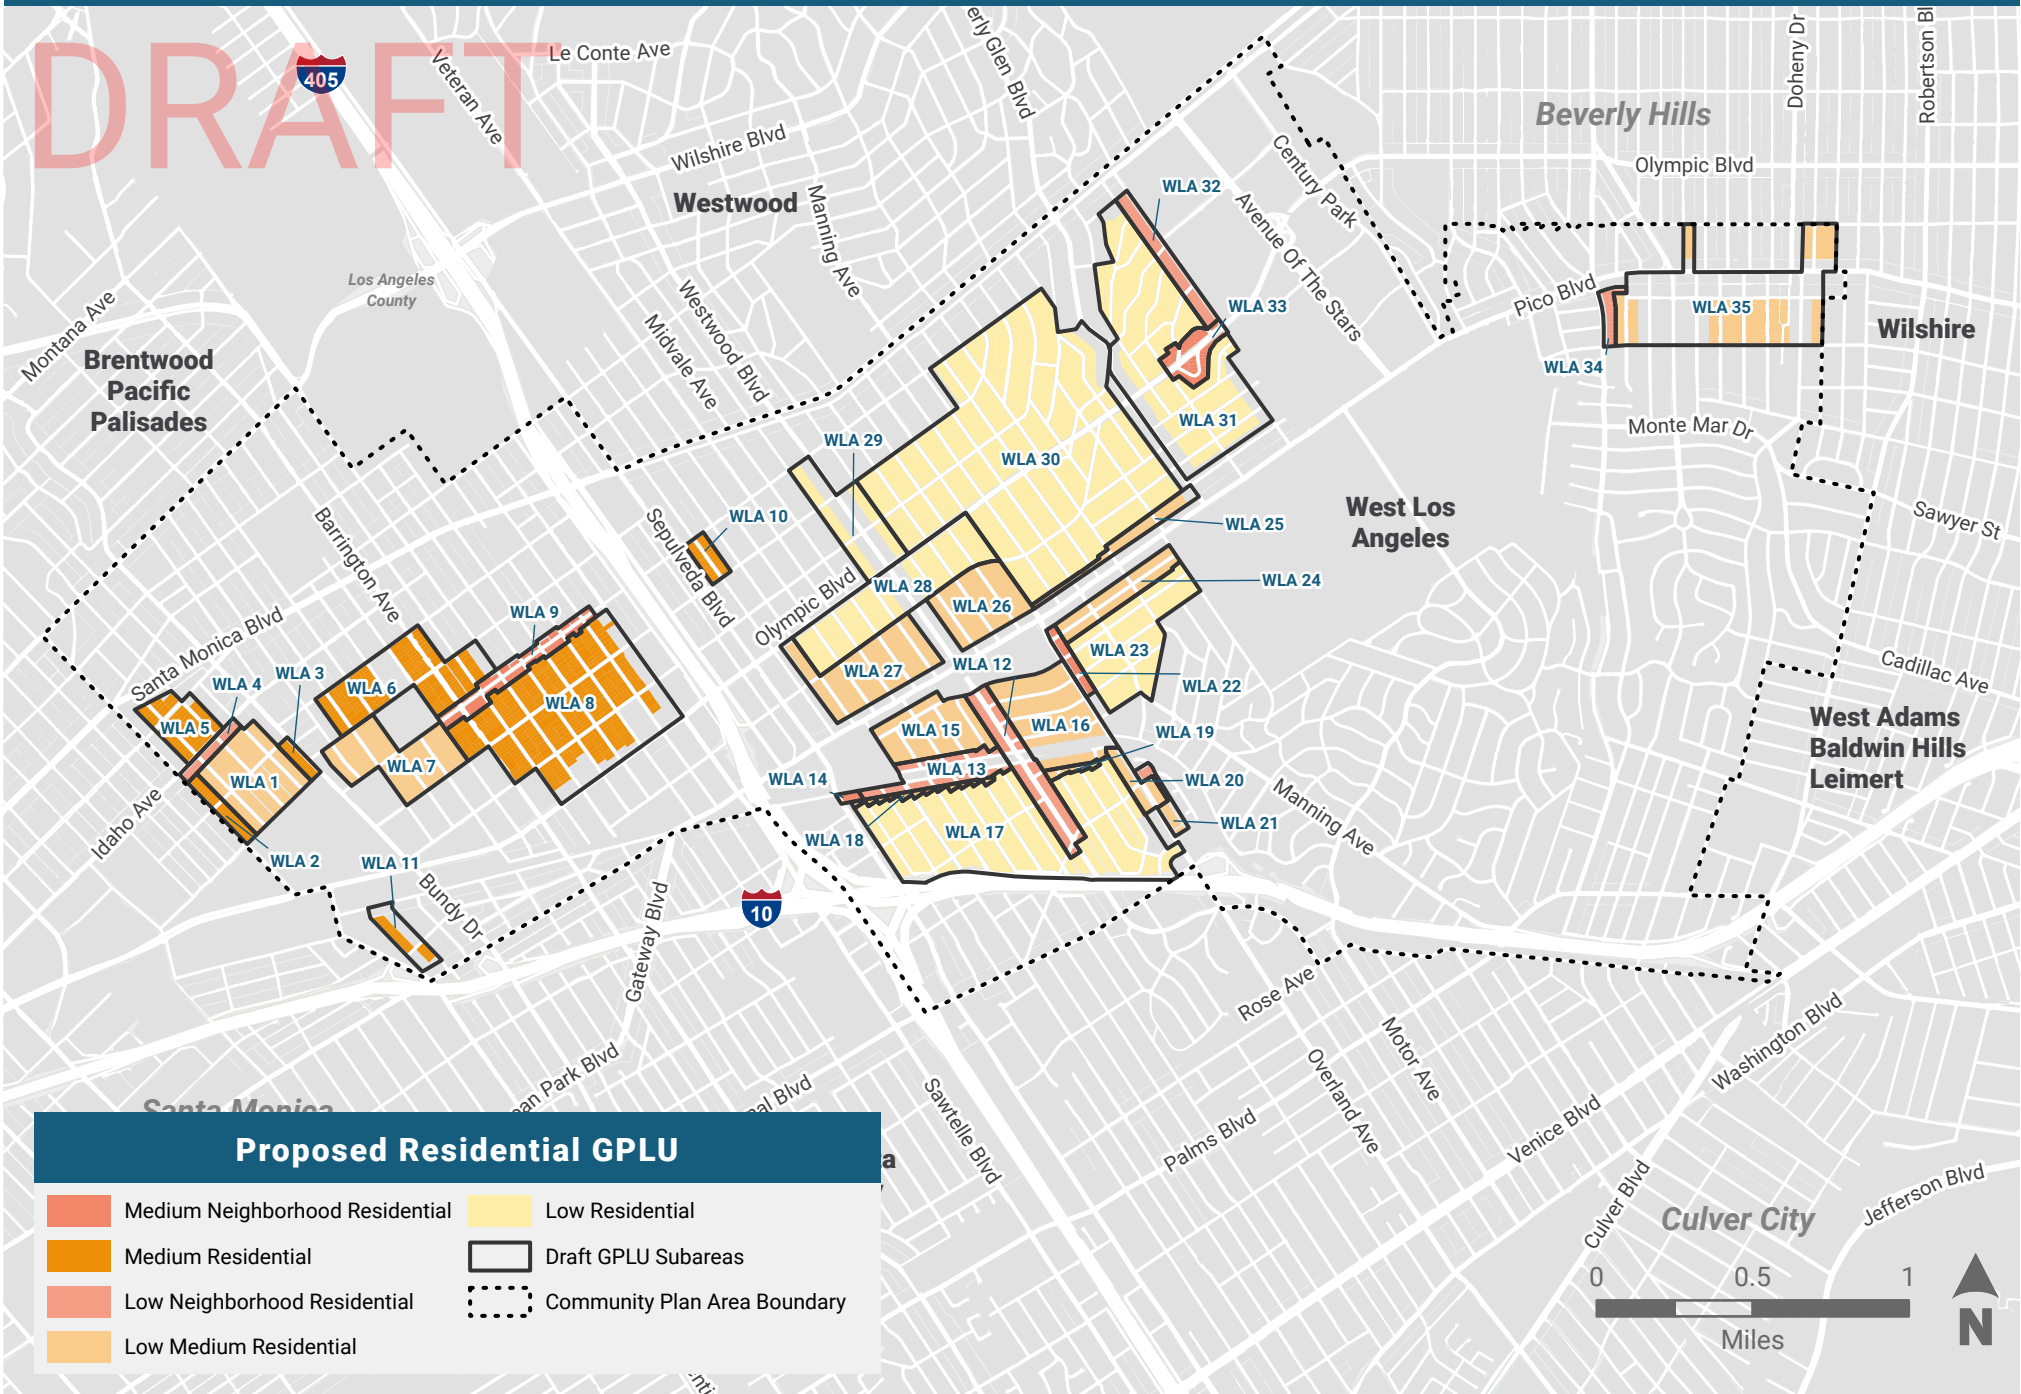 DRAFT
405
Le Conte Ave
Veteran Ave
Wilshire Blvd
Westwood
Manning Ave
Beverly Hills
Doheny Dr
Olympic Blvd
Century Park
Avenue Of The Stars
WLA 32
WLA 33
Pico Blvd
WLA 35
WLA 34
Wilshire
Monte Mar Dr
Los Angeles
County
Montana Ave
Brentwood
Pacific
Palisades
Westwood Blvd
Midvale Ave
WLA 29
WLA 30
WLA 31
West Los
Angeles
Sawyer St
Barrington Ave
Sepulveda Blvd
WLA 10
WLA 25
WLA 24
Olympic Blvd
WLA 28
WLA 26
WLA 27
WLA 12
WLA 23
WLA 22
Santa Monica Blvd
WLA 9
WLA 3
WLA 4
WLA 6
WLA 5
WLA 8
WLA 7
WLA 1
WLA 15
WLA 16
WLA 19
WLA 13
WLA 14
WLA 20
WLA 21
WLA 17
WLA 18
Cadillac Ave
West Adams
Baldwin Hills
Leimert
Manning Ave
Idaho Ave
WLA 2
WLA 11
Bundy Dr
Gateway Blvd
10
Rose Ave
Motor Ave
Overland Ave
Washington Blvd
Palms Blvd
Venice Blvd
Sawtelle Blvd
Culver Blvd
Jefferson Blvd
Culver City
Santa Monica
Park Blvd
Blvd
Proposed Residential GPLU
Medium Neighborhood Residential
Medium Residential
Low Neighborhood Residential
Low Medium Residential
Low Residential
Draft GPLU Subareas
Community Plan Area Boundary
0 0.5 1
Miles
N